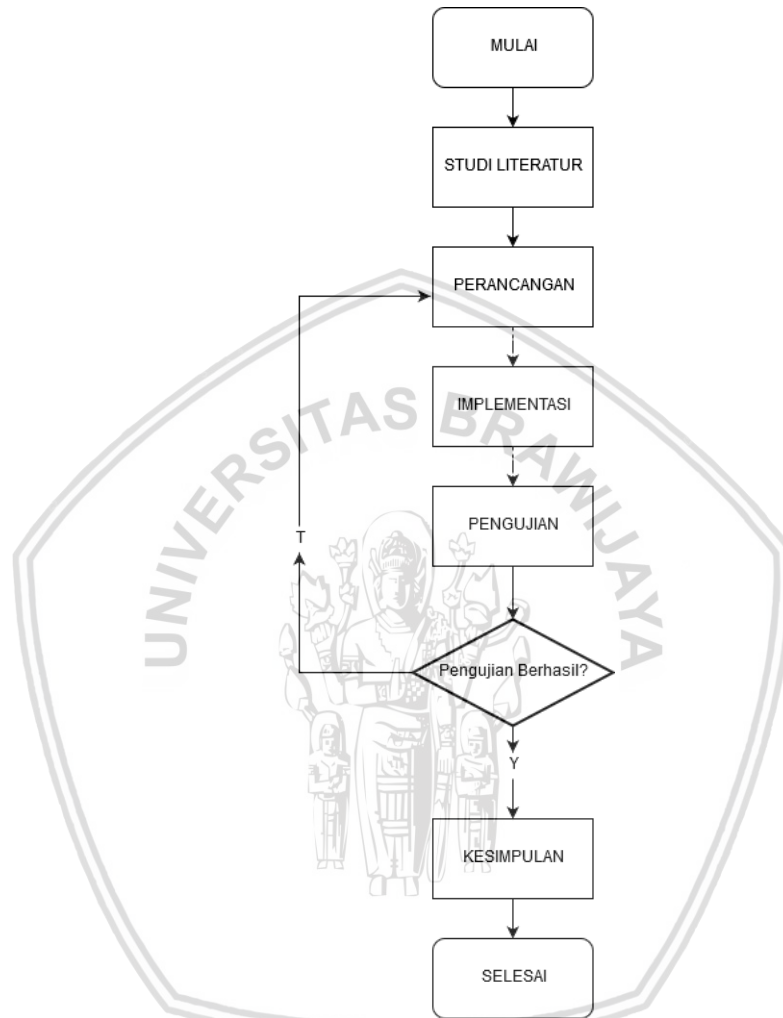 MULAI
STUDI LITERATUR
PERANCANGAN
IMPLEMENTASI
UNIVERSITAS BRAWIJAYA
PENGUJIAN
T
Pengujian Berhasil?
Y
KESIMPULAN
SELESAI